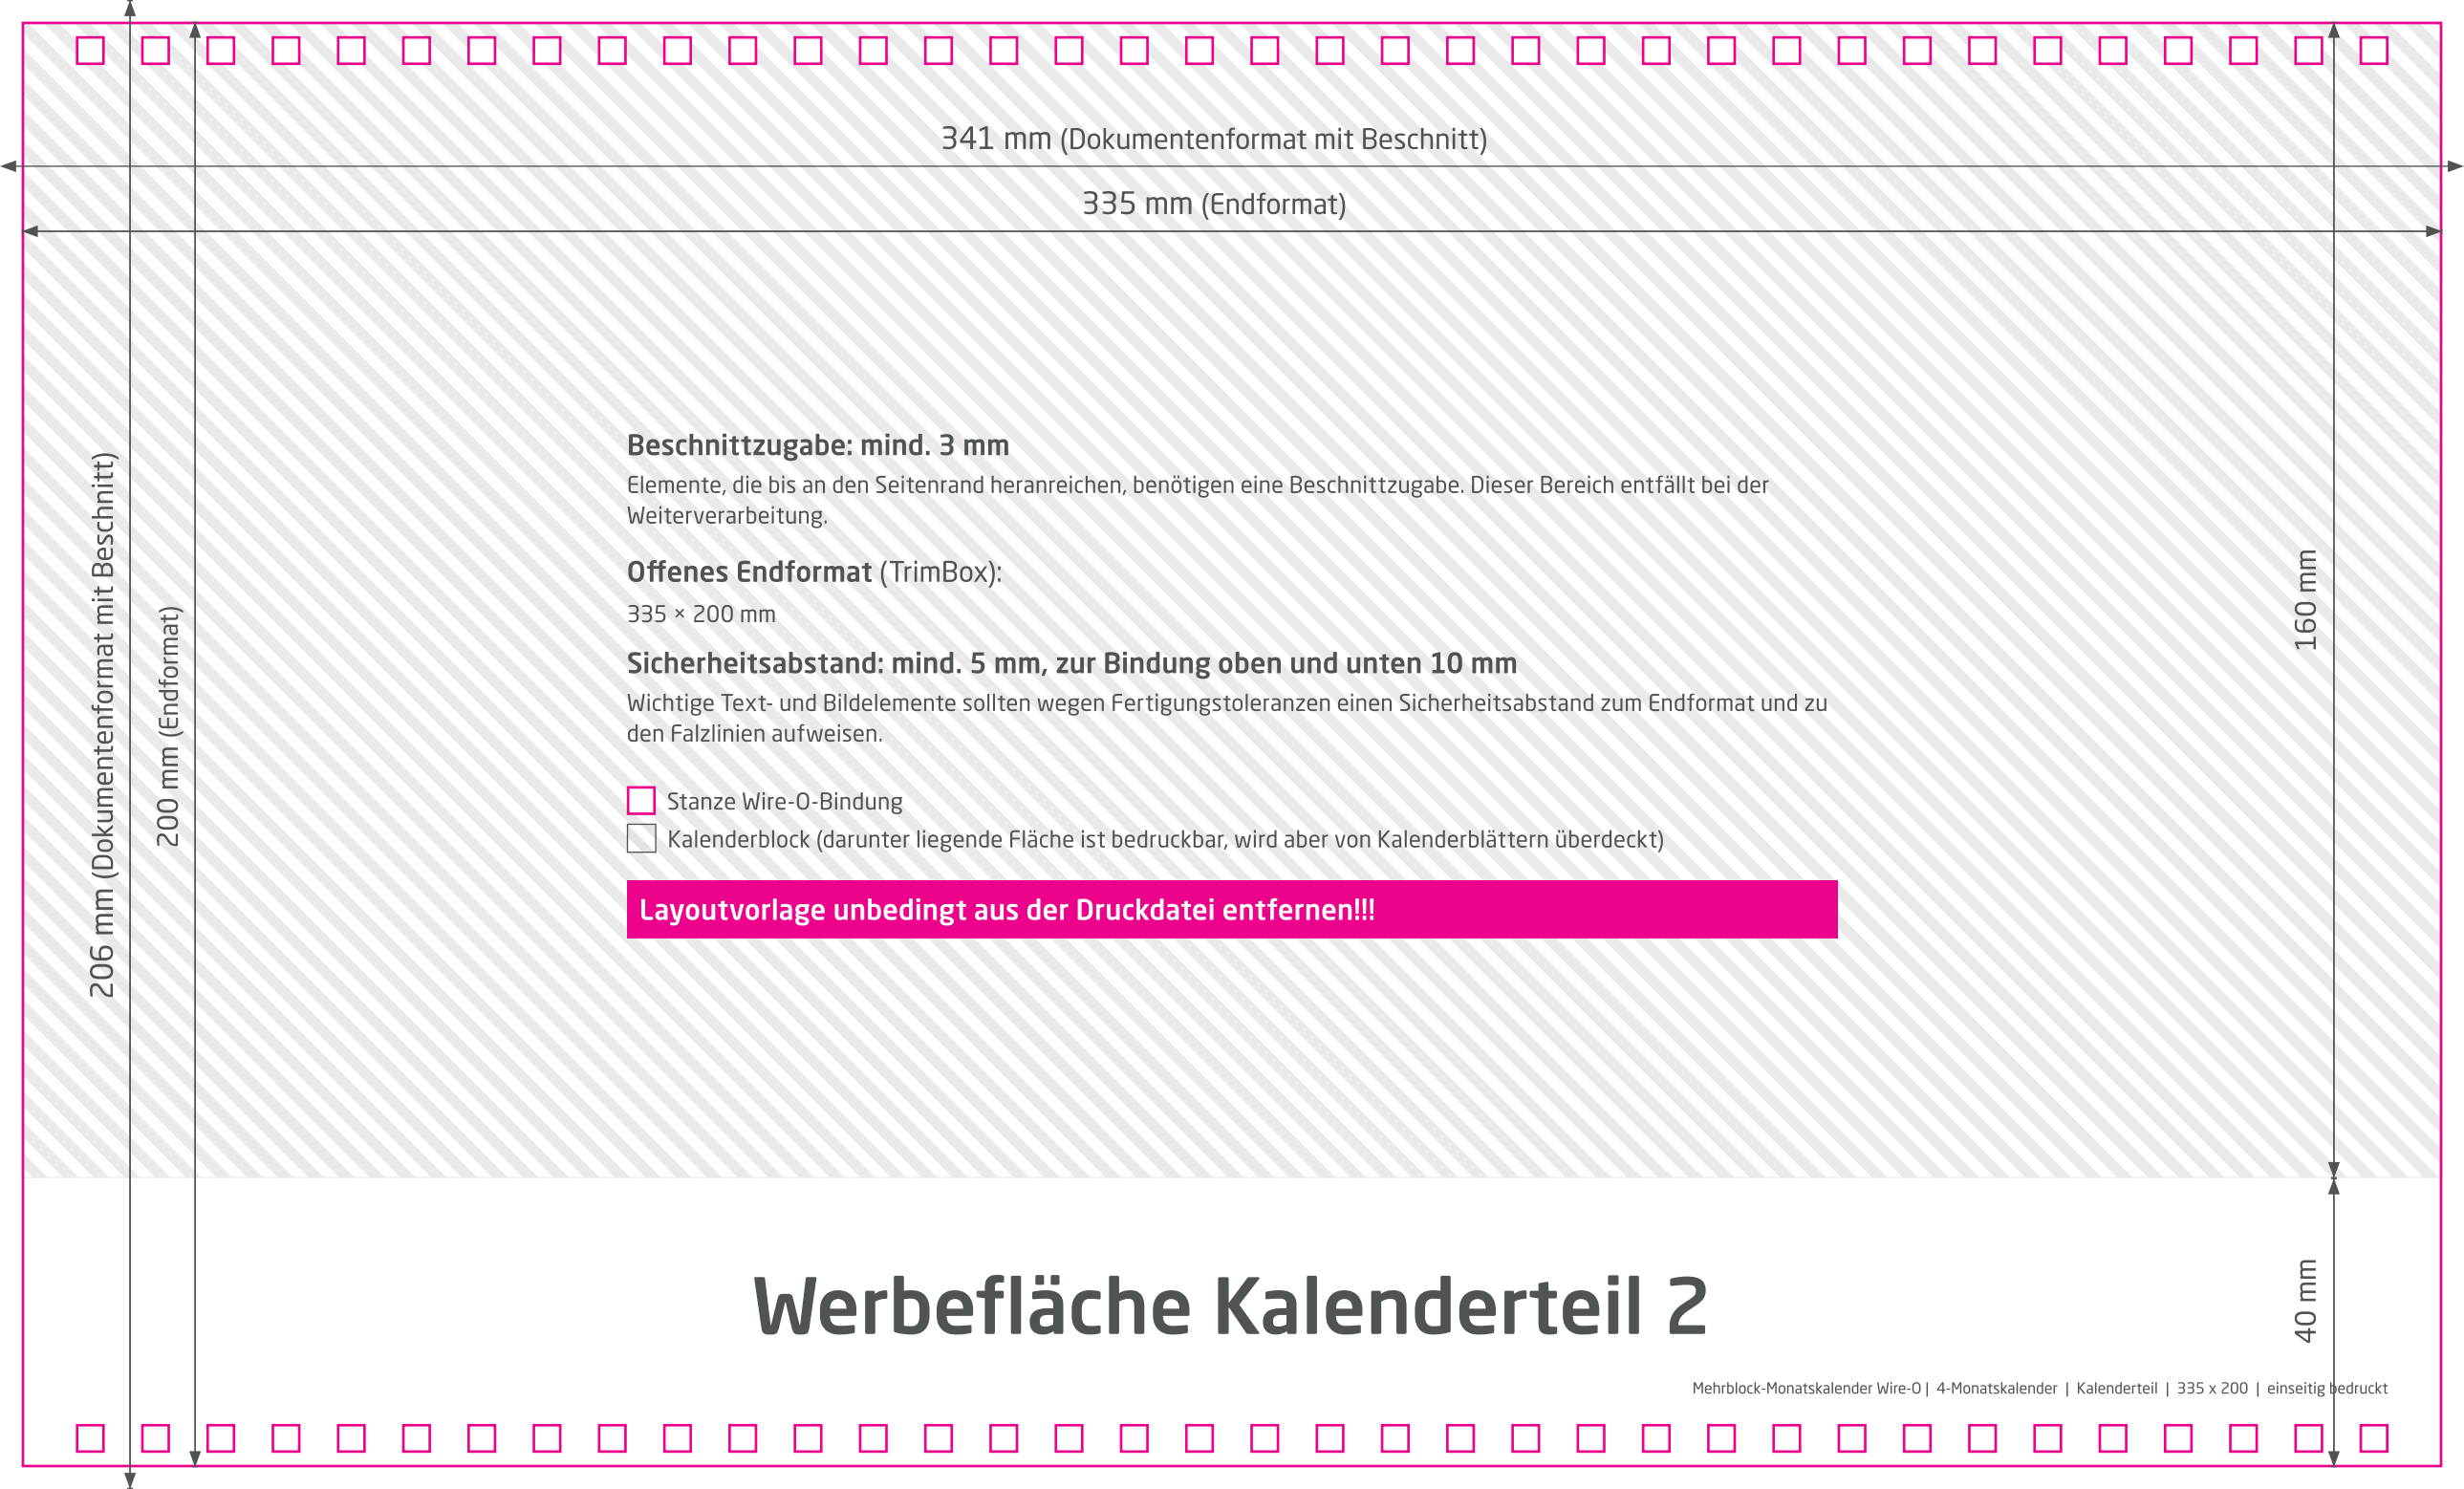 341 mm (Dokumentenformat mit Beschnitt)
335 mm (Endformat)
206 mm (Dokumentenformat mit Beschnitt)
200 mm (Endformat)
Beschnittzugabe: mind. 3 mm
Elemente, die bis an den Seitenrand heranreichen, benötigen eine Beschnittzugabe. Dieser Bereich entfällt bei der
Weiterverarbeitung.
Offenes Endformat (TrimBox):
335 × 200 mm
Sicherheitsabstand: mind. 5 mm, zur Bindung oben und unten 10 mm
Wichtige Text- und Bildelemente sollten wegen Fertigungstoleranzen einen Sicherheitsabstand zum Endformat und zu
den Falzlinien aufweisen.
Stanze Wire-O-Bindung
Kalenderblock (darunter liegende Fläche ist bedruckbar, wird aber von Kalenderblättern überdeckt)
Layoutvorlage unbedingt aus der Druckdatei entfernen!!!
160 mm
Werbefläche Kalenderteil 2
40 mm
Mehrblock-Monatskalender Wire-O | 4-Monatskalender | Kalenderteil | 335 x 200 | einseitig bedruckt